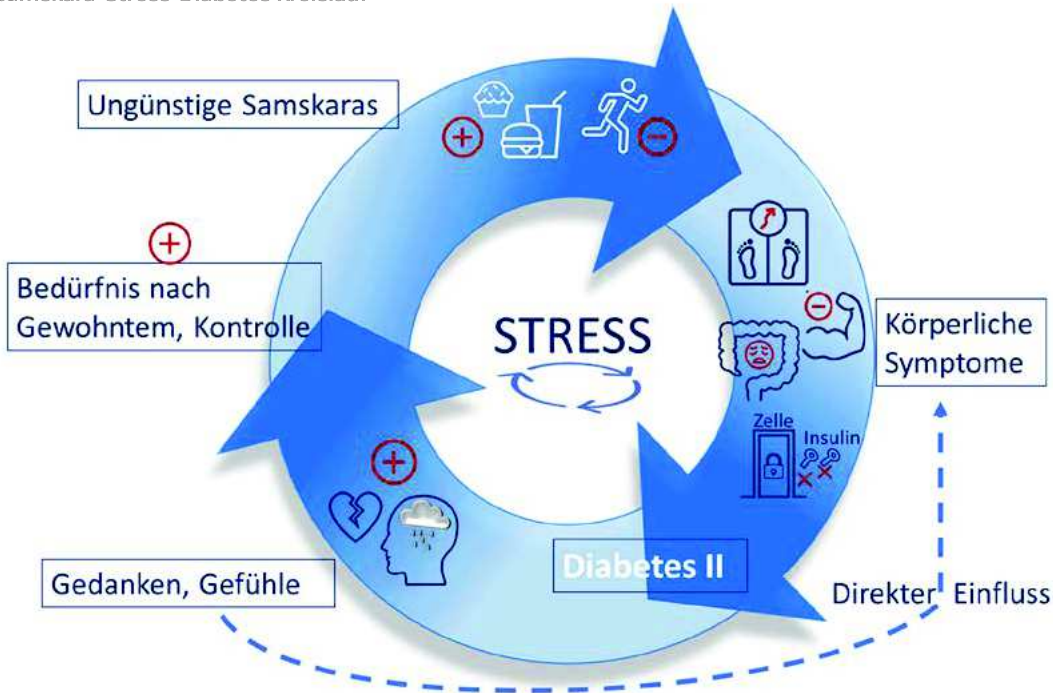 Ungünstige Samskaras
Bedürfnis nach
Gewohntem, Kontrolle
STRESS
Körperliche
Symptome
Zelle
Insulin
Diabetes II
Gedanken, Gefühle
Direkter Einfluss